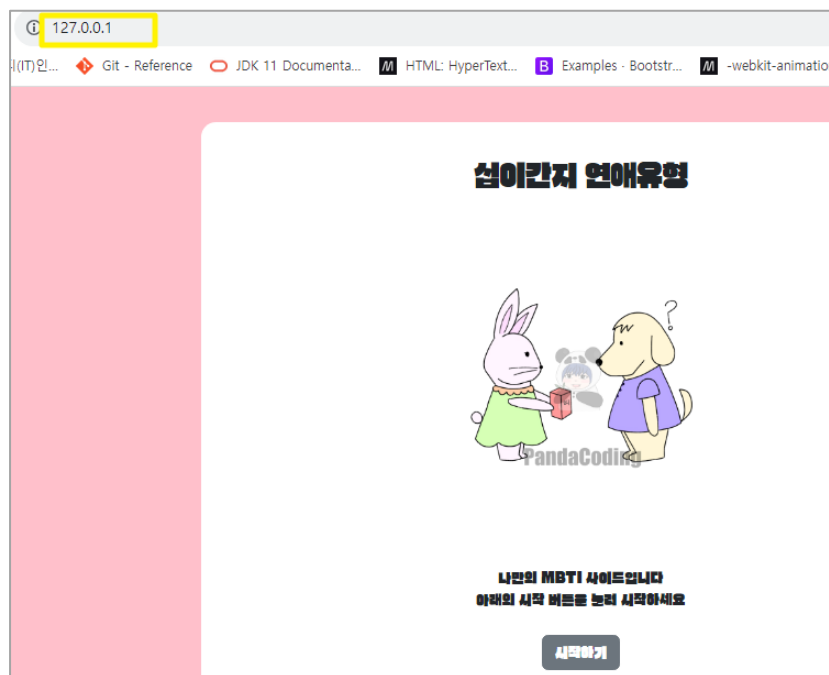 127.0.0.1
(IT)인... Git - Reference JDK 11 Documenta... HTML: HyperText... Examples · Bootstr... -webkit-animatio
십이간지 연애유형
?
PandaCoding
나만의 MBTI 사이트입니다
아래의 시작 버튼을 눌러 시작하세요
시작하기